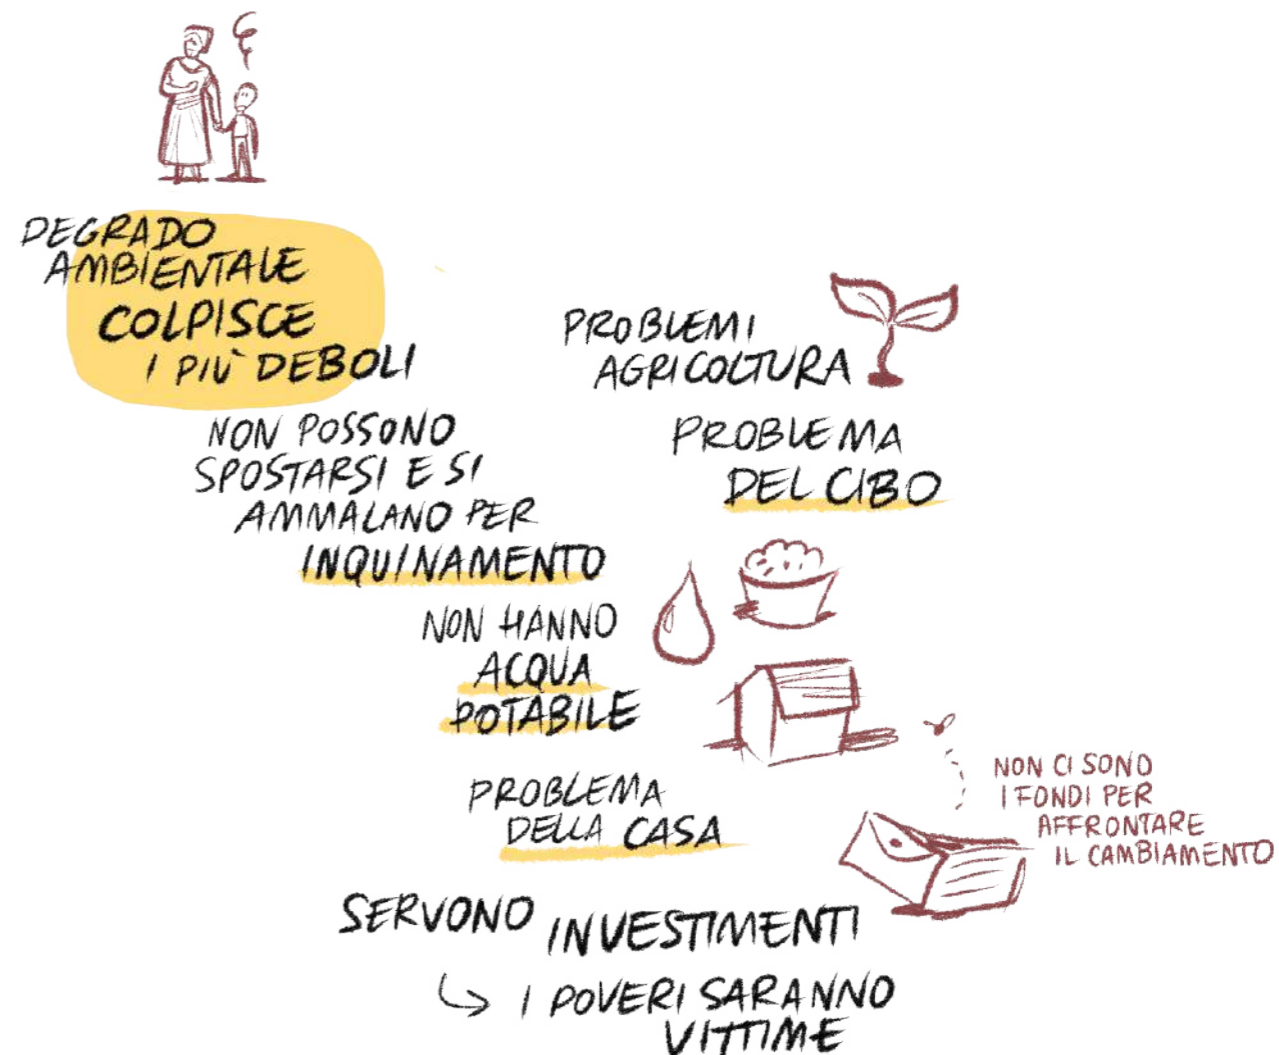 DEGRADO
AMBIENTALE
COLPISCE
I PIÙ DEBOLI
NON POSSONO
SPOSTARSI E SI
AMMALANO PER
INQUINAMENTO
NON HANNO
ACQUA
POTABILE
PROBLEMA
DELLA CASA
PROBLEMI
AGRICOLTURA
PROBLEMA
DEL CIBO
NON CI SONO
I FONDI PER
AFFRONTARE
IL CAMBIAMENTO
SERVONO INVESTIMENTI
↳ I POVERI SARANNO
VITTIME